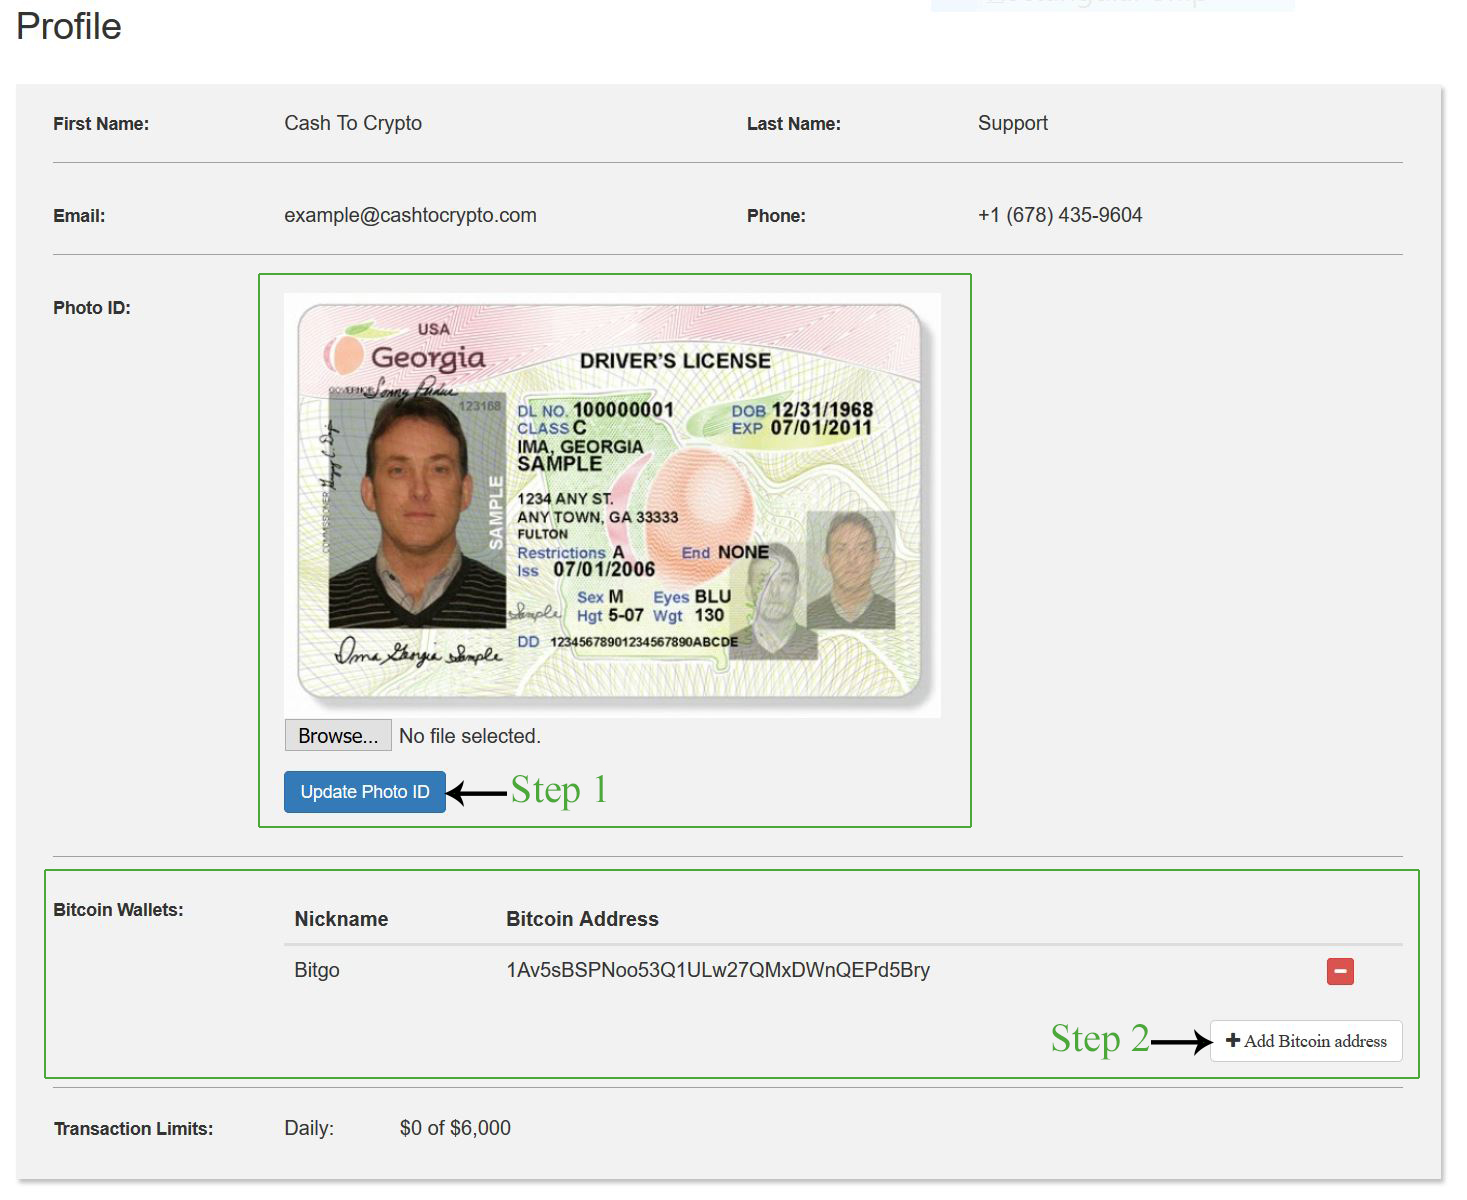 Profile
First Name: Cash To Crypto Last Name: Support
Email: example@cashtocrypto.com Phone: +1 (678) 435-9604
Photo ID:
USA
Georgia
DRIVER'S LICENSE
GOVERNOR Sonny Perdue
123168
DL NO. 100000001 DOB 12/31/1968
CLASS C EXP 07/01/2011
IMA, GEORGIA
SAMPLE
COMMISSIONER
SAMPLE
1234 ANY ST.
ANY TOWN, GA 33333
FULTON
Restrictions A End NONE
Iss 07/01/2006
Sex M Eyes BLU
Sample Hgt 5-07 Wgt 130
DD 12345678901234567890ABCDE
Ima Georgia Sample
Browse... No file selected.
Update Photo ID Step 1
Bitcoin Wallets:
Nickname Bitcoin Address
Bitgo 1Av5sBSPNoo53Q1ULw27QMxDWnQEPd5Bry
Step 2 Add Bitcoin address
Transaction Limits: Daily: $0 of $6,000